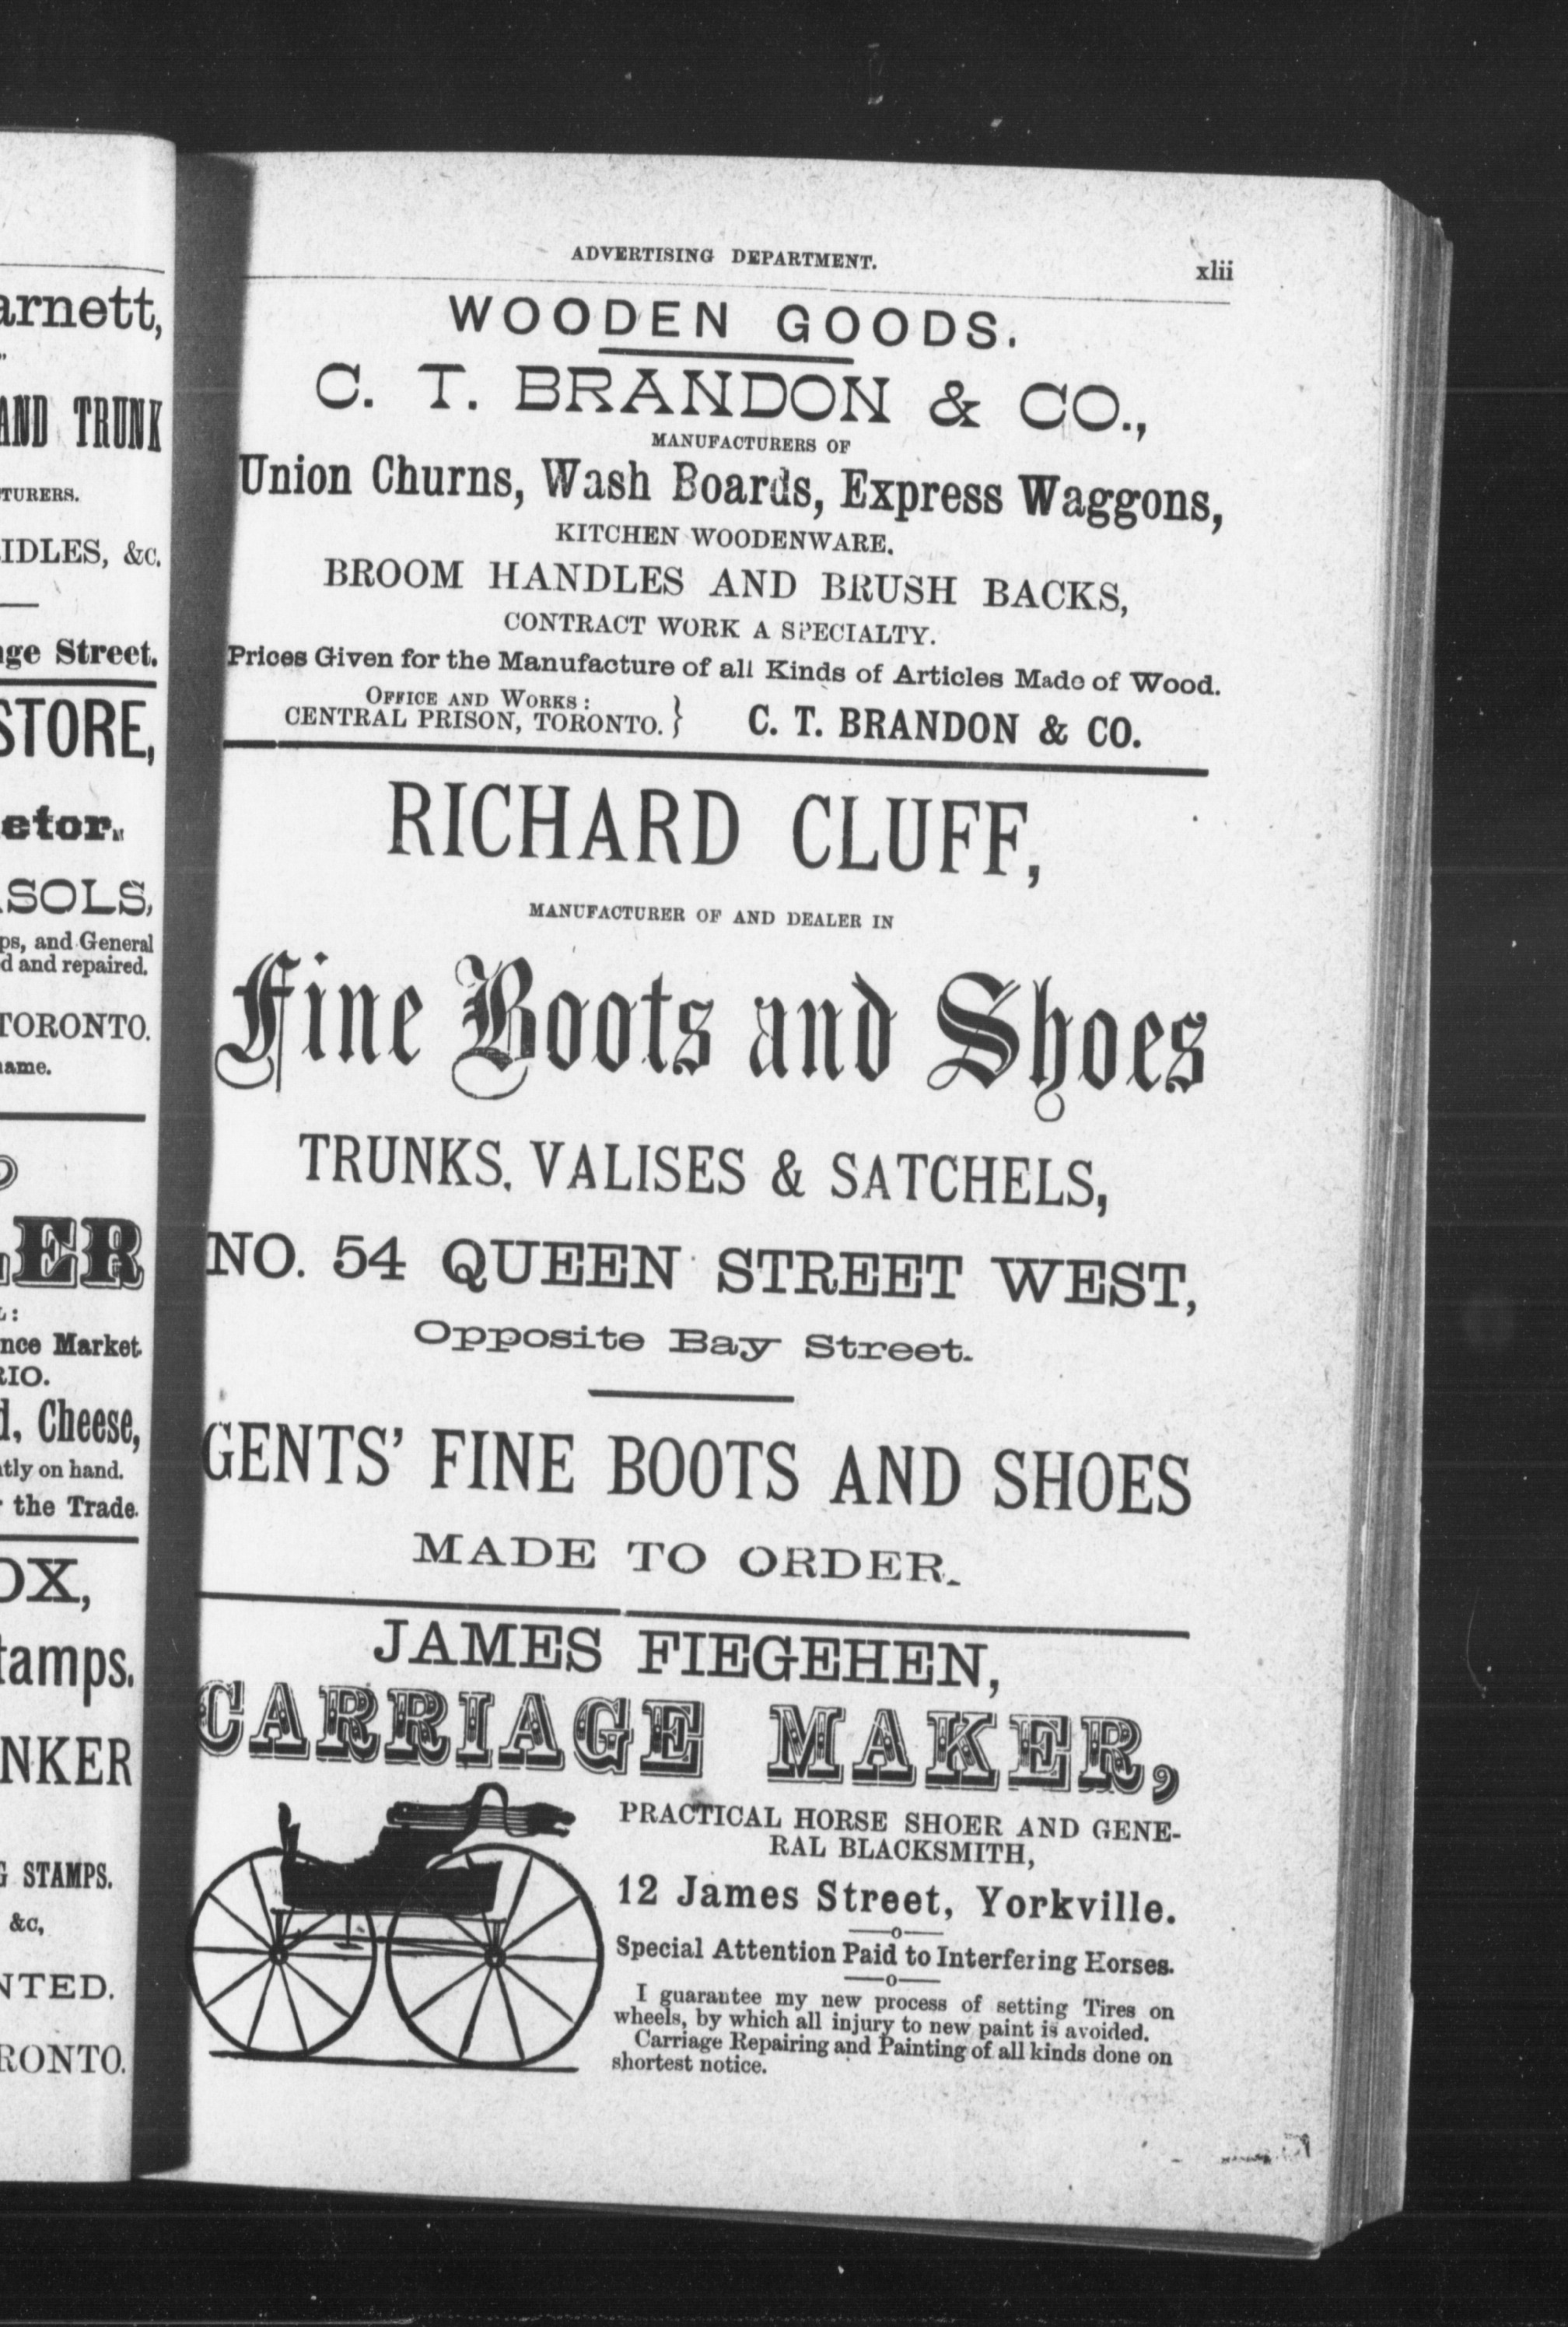 arnett,
"
AND TRUNK
TURERS.
IDLES, &c.
ge Street.
STORE,
etor.
SOLS,
ps, and General
d and repaired.
TORONTO.
ame.
ER
:
nce Market
IO.
d, Cheese,
tly on hand.
the Trade.
OX,
tamps.
NKER
G STAMPS.
&c,
NTED.
RONTO.
ADVERTISING DEPARTMENT. xlii
WOODEN GOODS.
C. T. BRANDON & CO.,
MANUFACTURERS OF
Union Churns, Wash Boards, Express Waggons,
KITCHEN WOODENWARE.
BROOM HANDLES AND BRUSH BACKS,
CONTRACT WORK A SPECIALTY.
Prices Given for the Manufacture of all Kinds of Articles Made of Wood.
OFFICE AND WORKS:
CENTRAL PRISON, TORONTO. } C. T. BRANDON & CO.
RICHARD CLUFF,
MANUFACTURER OF AND DEALER IN
Fine Boots and Shoes
TRUNKS, VALISES & SATCHELS,
NO. 54 QUEEN STREET WEST,
Opposite Bay Street.
GENTS' FINE BOOTS AND SHOES
MADE TO ORDER.
JAMES FIEGEHEN,
CARRIAGE MAKER,
PRACTICAL HORSE SHOER AND GENE-
RAL BLACKSMITH,
12 James Street, Yorkville.
—o—
Special Attention Paid to Interfering Horses.
—o—
I guarantee my new process of setting Tires on
wheels, by which all injury to new paint is avoided.
Carriage Repairing and Painting of all kinds done on
shortest notice.